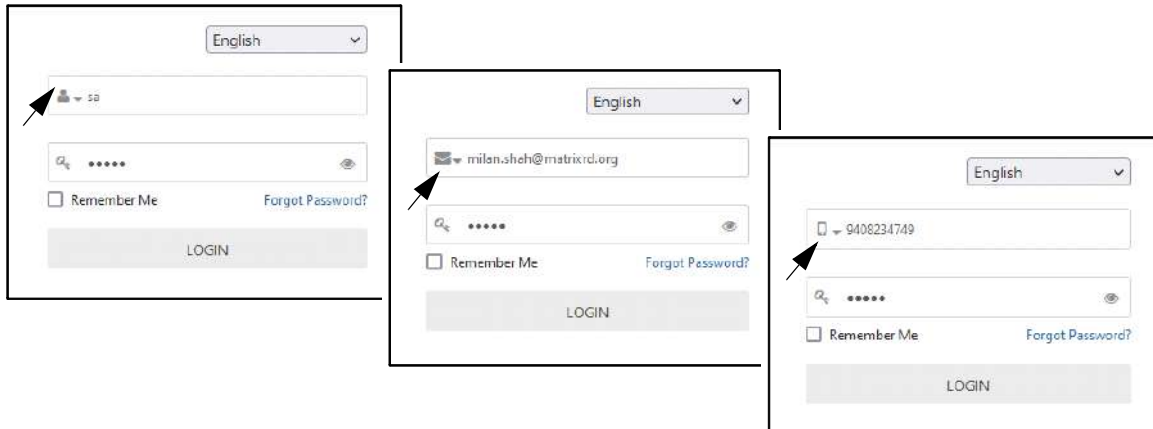 English
sa
•••••
Remember Me Forgot Password?
LOGIN
English
milan.shah@matrixrd.org
•••••
Remember Me Forgot Password?
LOGIN
English
9408234749
•••••
Remember Me Forgot Password?
LOGIN